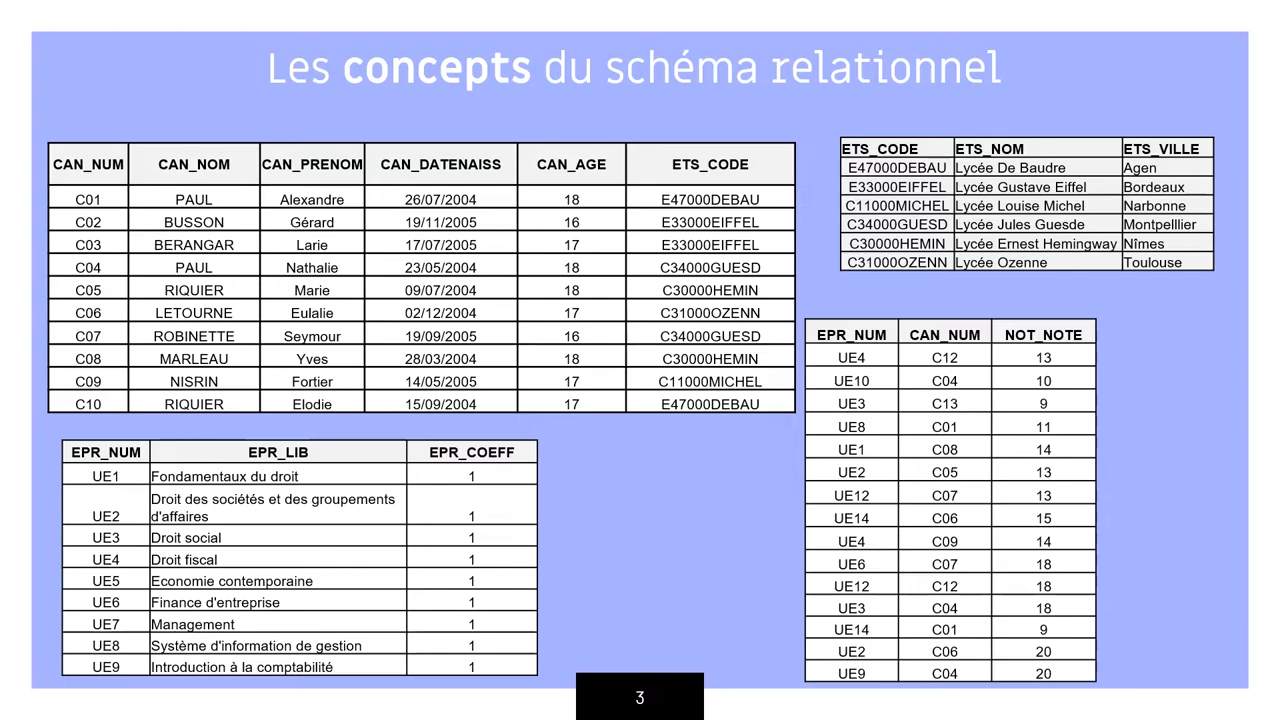 Les concepts du schéma relationnel
CAN_NUM CAN_NOM CAN_PRENOM CAN_DATENAISS CAN_AGE ETS_CODE
C01 PAUL Alexandre 26/07/2004 18 E47000DEBAU
C02 BUSSON Gérard 19/11/2005 16 E33000EIFFEL
C03 BERANGAR Larie 17/07/2005 17 E33000EIFFEL
C04 PAUL Nathalie 23/05/2004 18 C34000GUESD
C05 RIQUIER Marie 09/07/2004 18 C30000HEMIN
C06 LETOURNE Eulalie 02/12/2004 17 C31000OZENN
C07 ROBINETTE Seymour 19/09/2005 16 C34000GUESD
C08 MARLEAU Yves 28/03/2004 18 C30000HEMIN
C09 NISRIN Fortier 14/05/2005 17 C11000MICHEL
C10 RIQUIER Elodie 15/09/2004 17 E47000DEBAU
ETS_CODE ETS_NOM ETS_VILLE
E47000DEBAU Lycée De Baudre Agen
E33000EIFFEL Lycée Gustave Eiffel Bordeaux
C11000MICHEL Lycée Louise Michel Narbonne
C34000GUESD Lycée Jules Guesde Montpelllier
C30000HEMIN Lycée Ernest Hemingway Nîmes
C31000OZENN Lycée Ozenne Toulouse
EPR_NUM EPR_LIB EPR_COEFF
UE1 Fondamentaux du droit 1
Droit des sociétés et des groupements
UE2 d'affaires 1
UE3 Droit social 1
UE4 Droit fiscal 1
UE5 Economie contemporaine 1
UE6 Finance d'entreprise 1
UE7 Management 1
UE8 Système d'information de gestion 1
UE9 Introduction à la comptabilité 1
EPR_NUM CAN_NUM NOT_NOTE
UE4 C12 13
UE10 C04 10
UE3 C13 9
UE8 C01 11
UE1 C08 14
UE2 C05 13
UE12 C07 13
UE14 C06 15
UE4 C09 14
UE6 C07 18
UE12 C12 18
UE3 C04 18
UE14 C01 9
UE2 C06 20
UE9 C04 20
3